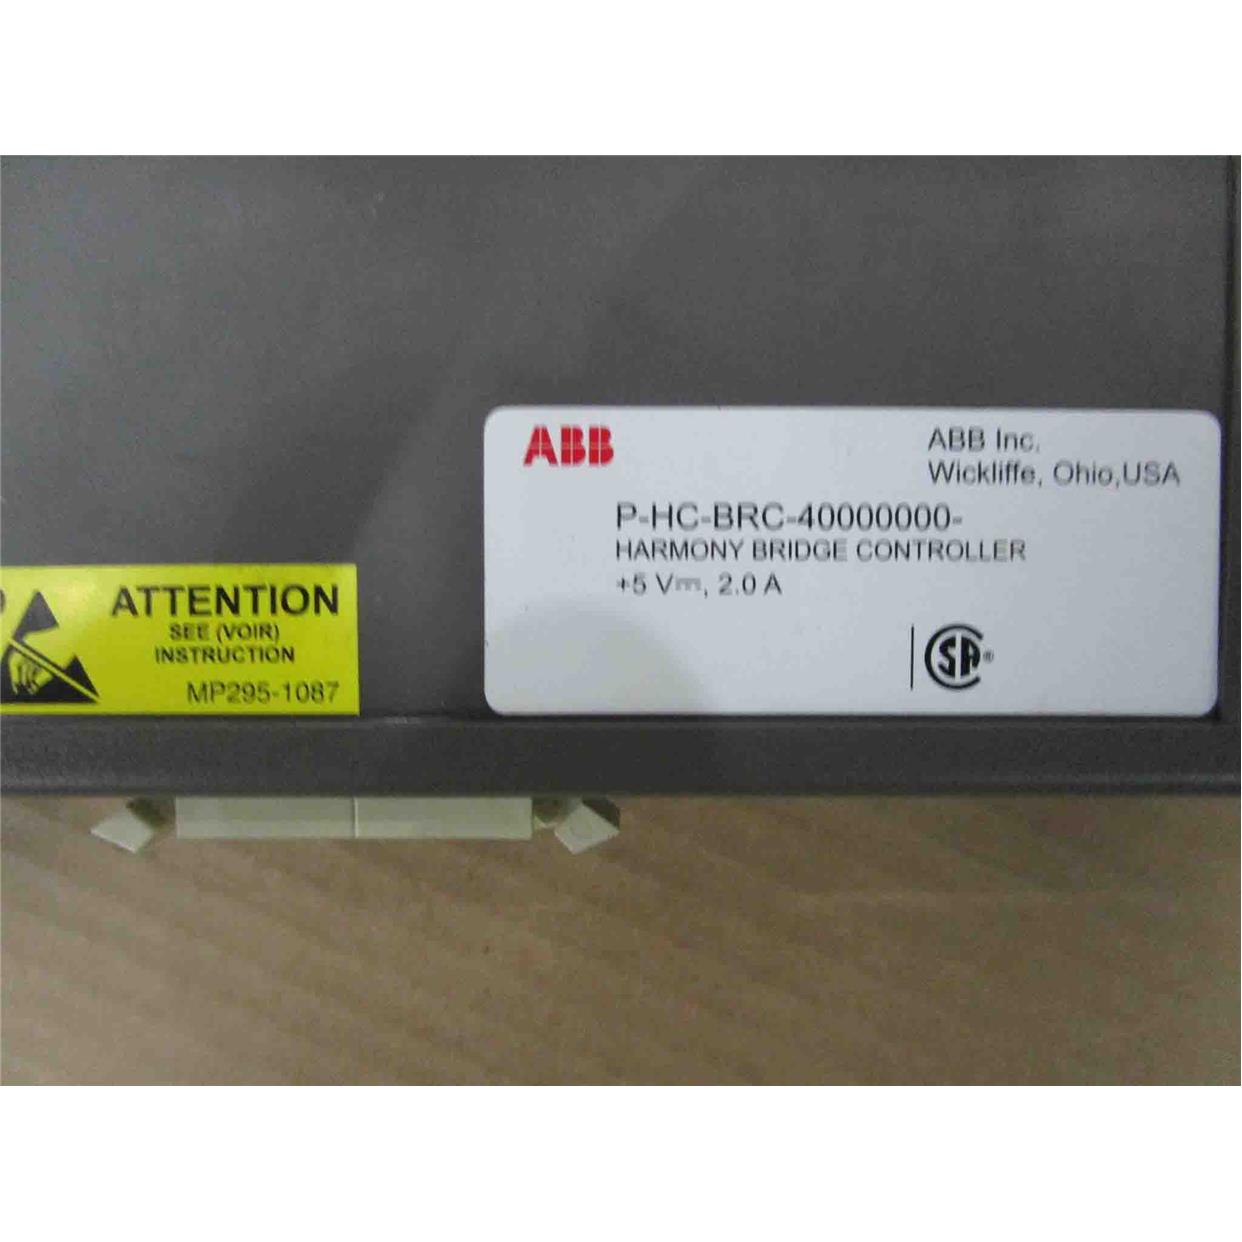 ABB
ABB Inc.
Wickliffe, Ohio,USA
P-HC-BRC-40000000-
HARMONY BRIDGE CONTROLLER
+5 V⎓, 2.0 A
CSA®
ATTENTION
SEE (VOIR)
INSTRUCTION
MP295-1087